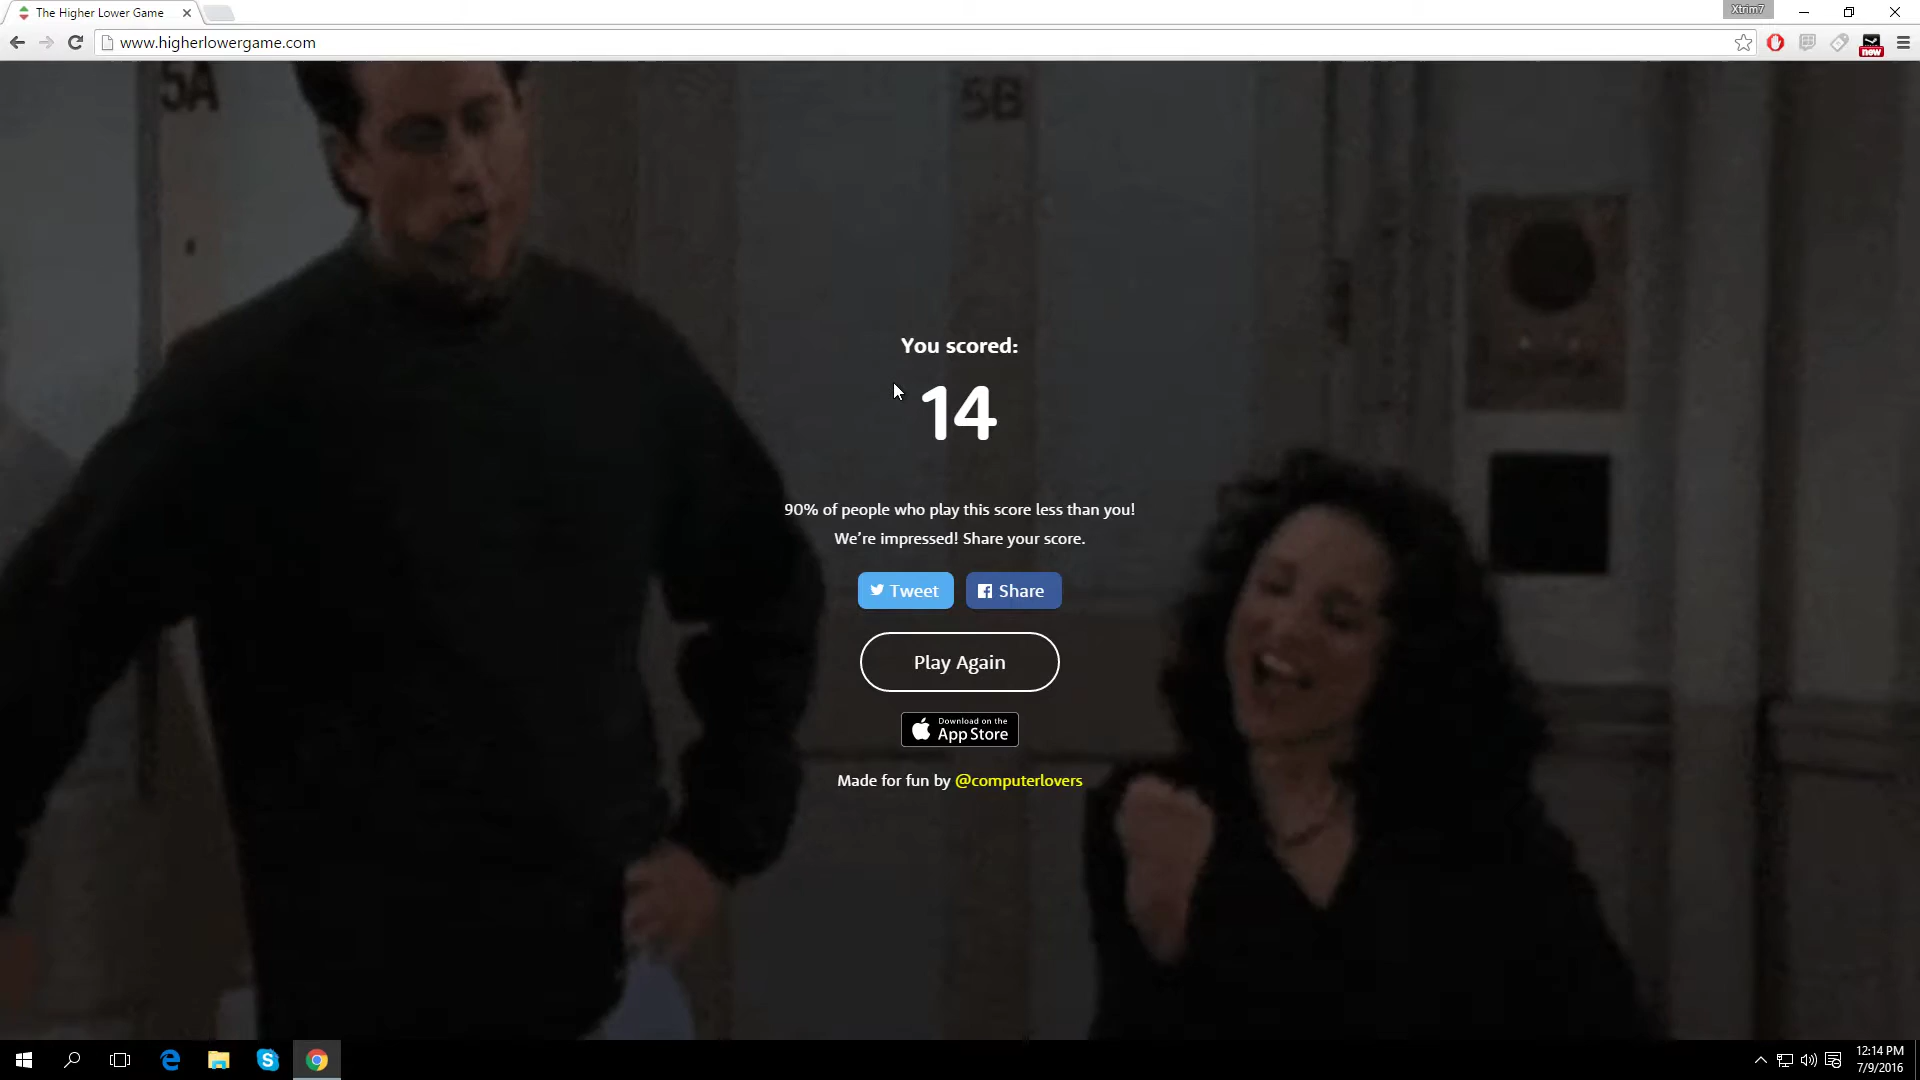 The Higher Lower Game
Xtrim7
www.higherlowergame.com
new
5A
5B
You scored:
14
90% of people who play this score less than you!
We’re impressed! Share your score.
Tweet
Share
Play Again
Download on the
App Store
Made for fun by @computerlovers
12:14 PM
7/9/2016